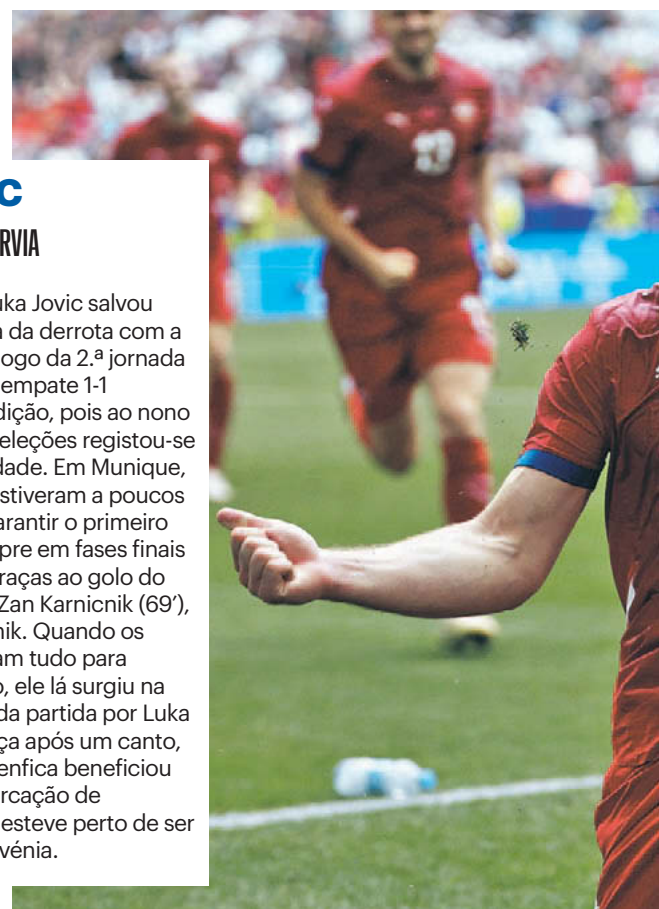 c
RVIA
uka Jovic salvou
da derrota com a
ogo da 2.ª jornada
empate 1-1
dição, pois ao nono
eleções registou-se
dade. Em Munique,
stiveram a poucos
arantir o primeiro
pre em fases finais
raças ao golo do
Zan Karnicnik (69’),
nik. Quando os
am tudo para
o, ele lá surgiu na
da partida por Luka
ça após um canto,
enfica beneficiou
rcação de
esteve perto de ser
vénia.